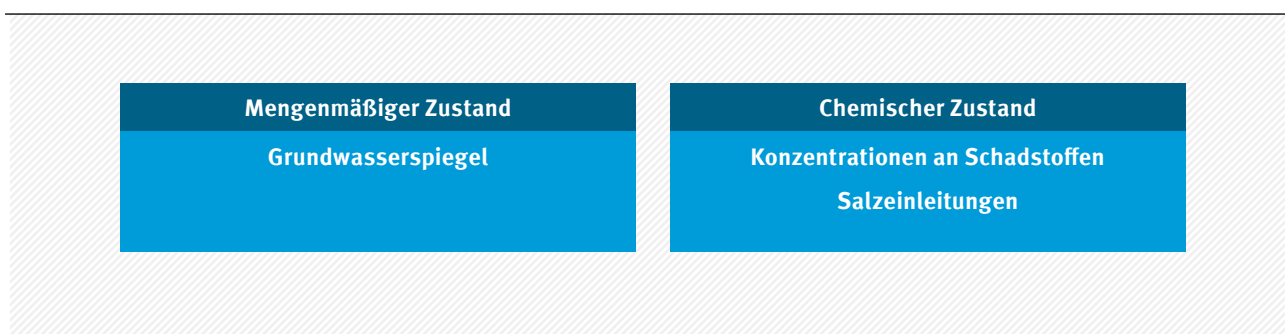 Mengenmäßiger Zustand
Grundwasserspiegel
Chemischer Zustand
Konzentrationen an Schadstoffen
Salzeinleitungen